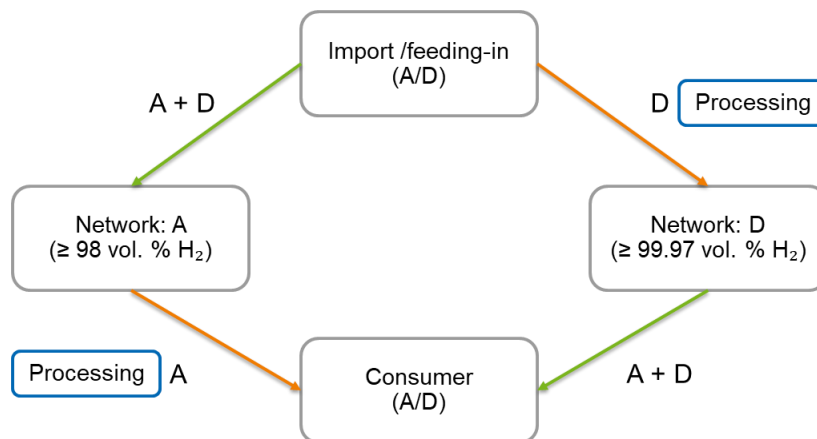 Import /feeding-in
(A/D)
A + D
D
Processing
Network: A
(≥ 98 vol. % H₂)
Network: D
(≥ 99.97 vol. % H₂)
Processing
A
Consumer
(A/D)
A + D